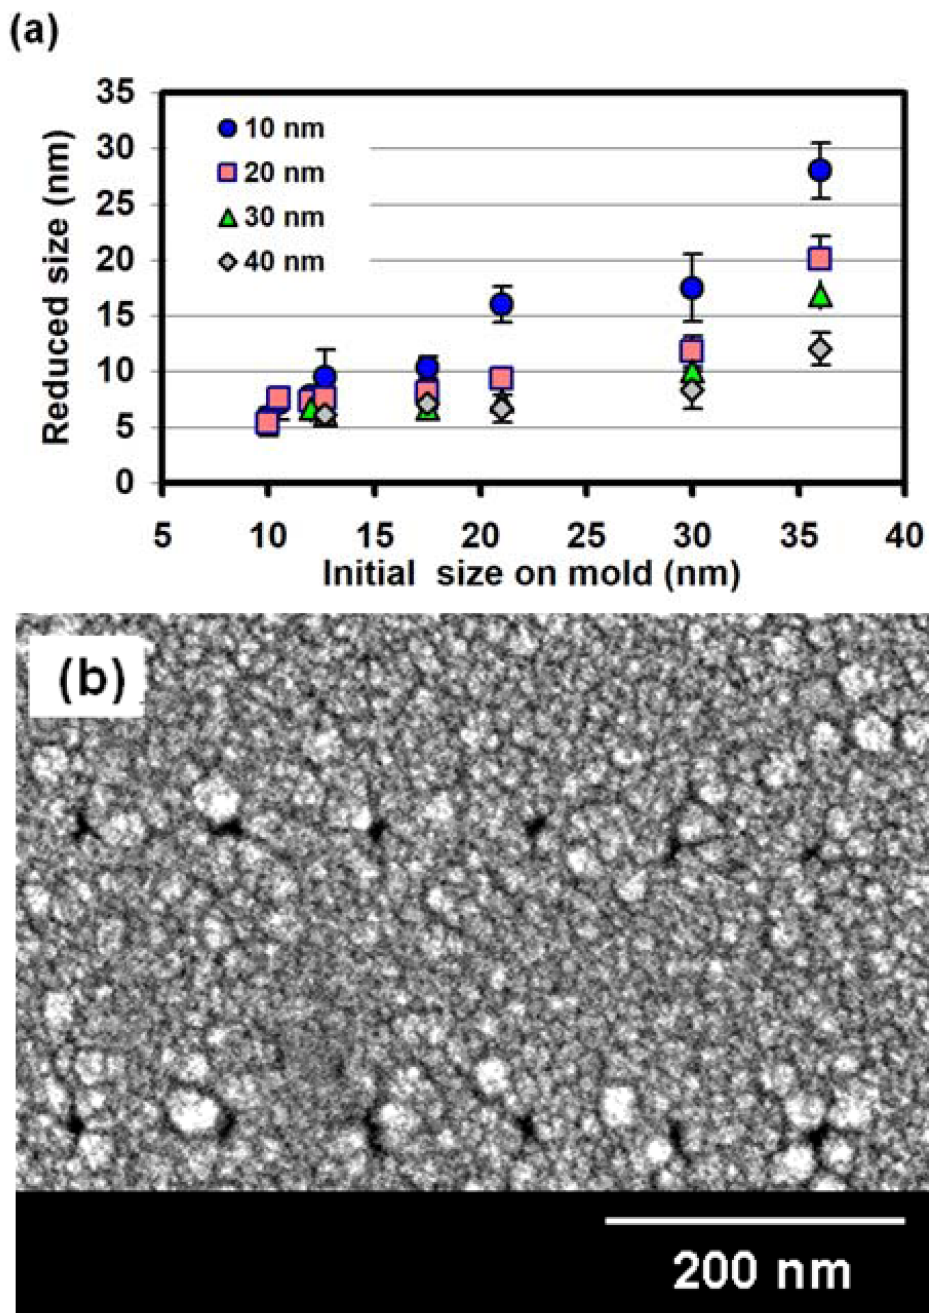 (a)
Reduced size (nm)
35
30
25
20
15
10
5
0
10 nm
20 nm
30 nm
40 nm
5 10 15 20 25 30 35 40
Initial size on mold (nm)
(b)
200 nm